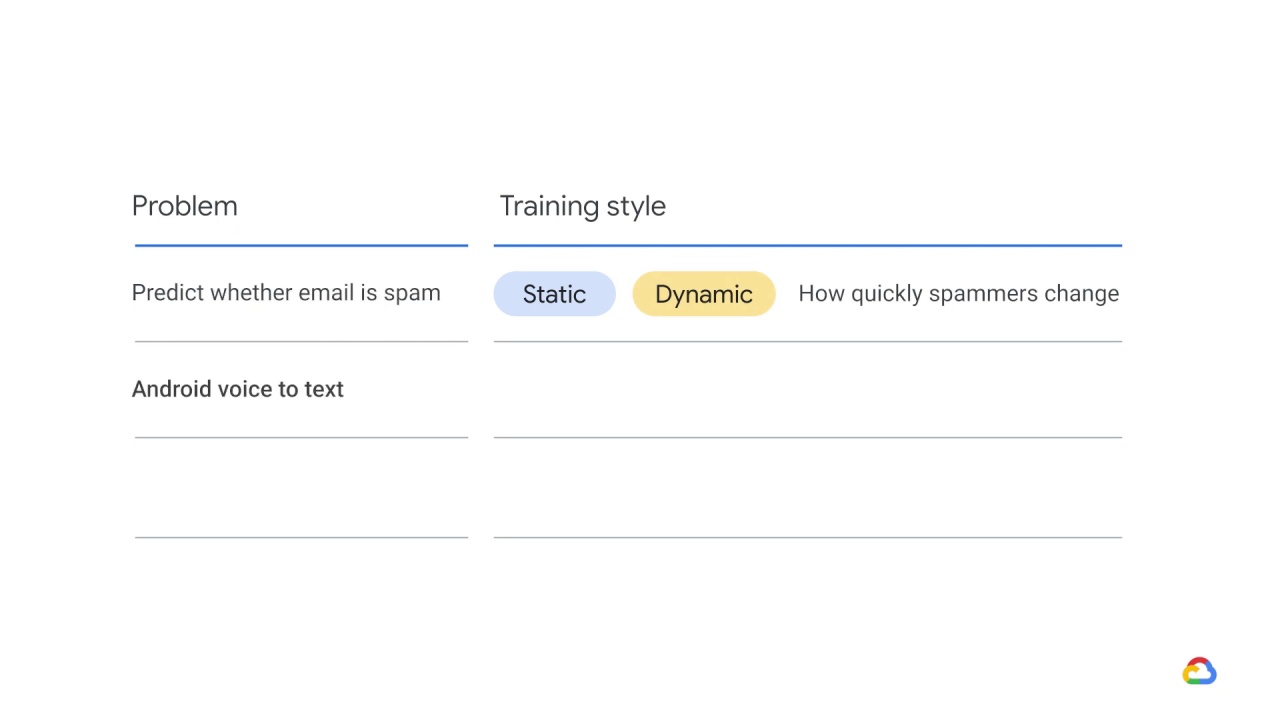 Problem
Training style
Predict whether email is spam
Static
Dynamic
How quickly spammers change
Android voice to text